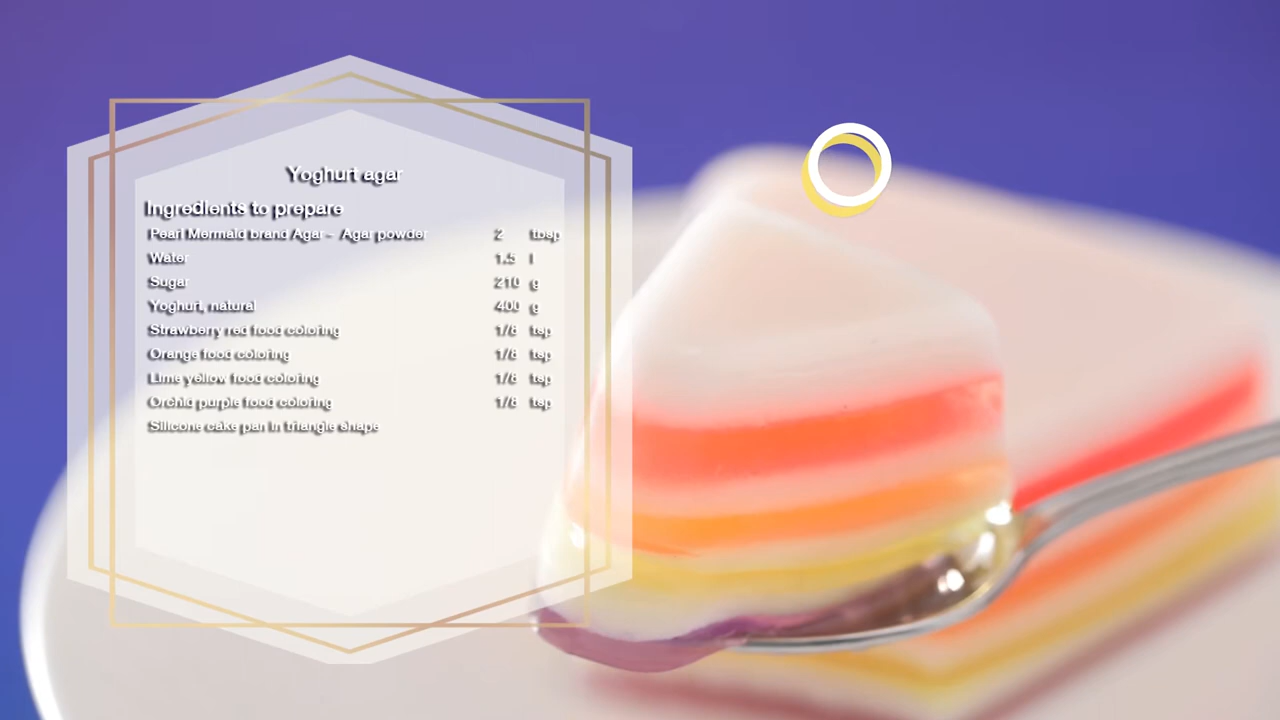 Yoghurt agar
Ingredients to prepare
Pearl Mermaid brand Agar - Agar powder 2 tbsp
Water 1.5 l
Sugar 210 g
Yoghurt, natural 400 g
Strawberry red food coloring 1/8 tsp
Orange food coloring 1/8 tsp
Lime yellow food coloring 1/8 tsp
Orchid purple food coloring 1/8 tsp
Silicone cake pan in triangle shape